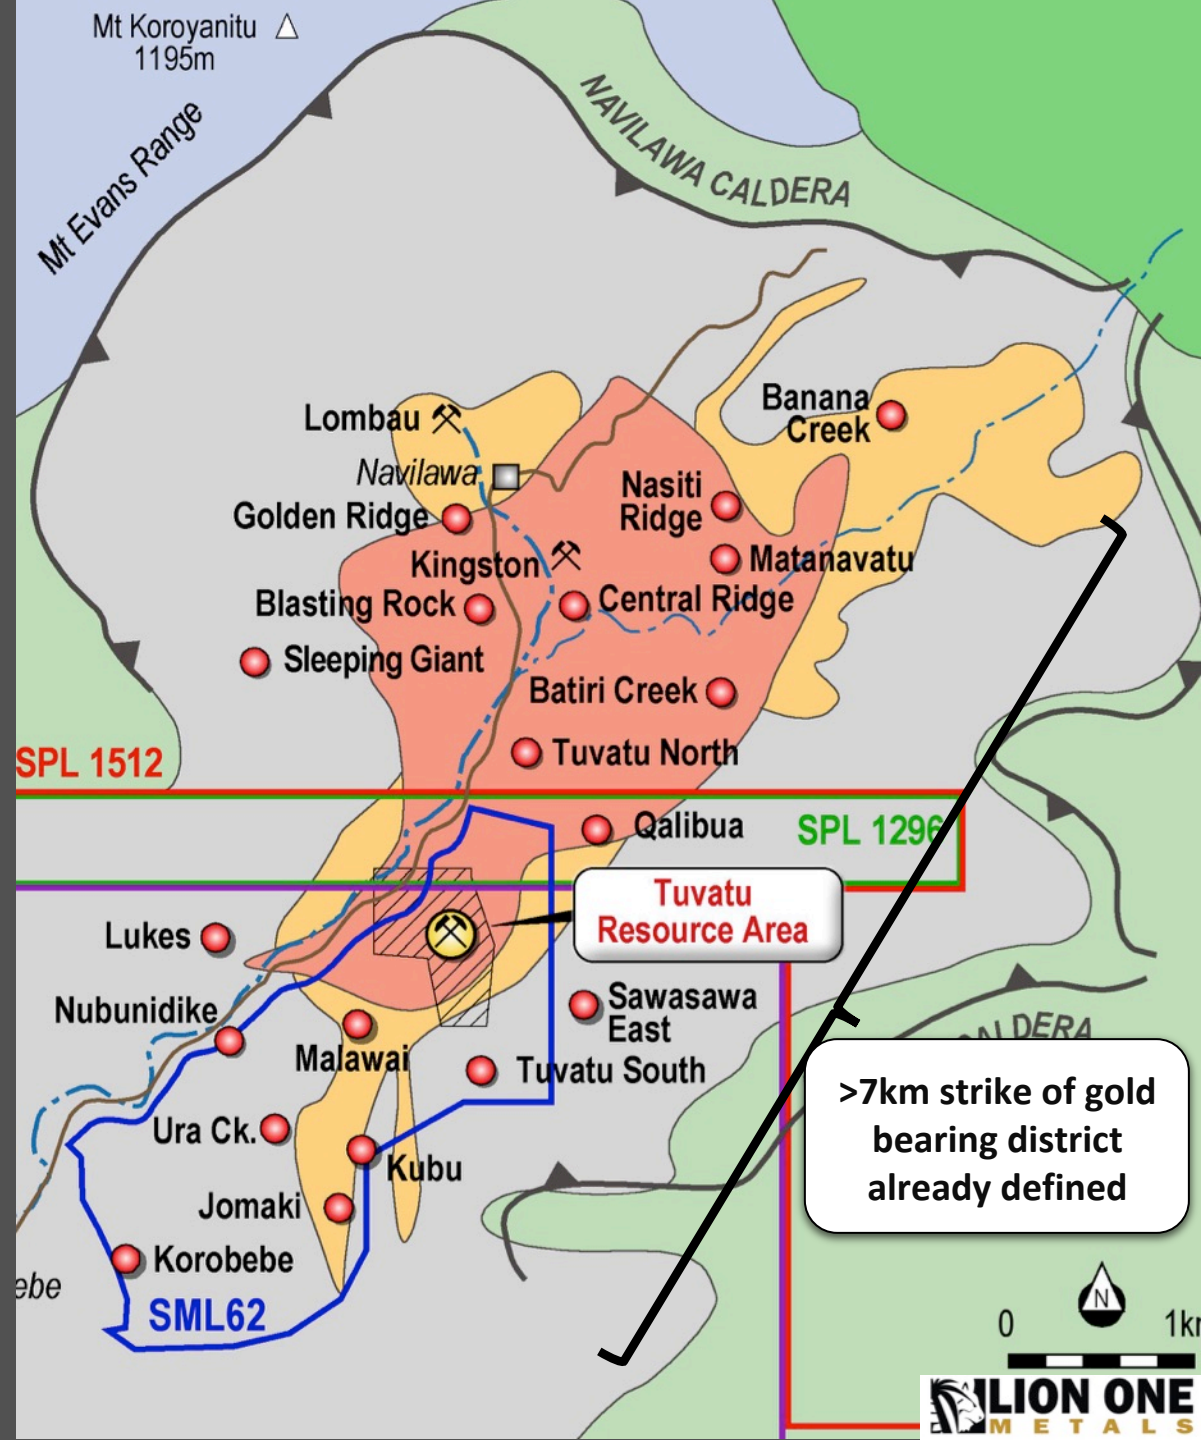 Mt Koroyanitu
1195m
Mt Evans Range
NAVILAWA CALDERA
Banana
Creek
Lombau
Navilawa
Nasiti
Ridge
Golden Ridge
Kingston
Matanavatu
Blasting Rock
Central Ridge
Sleeping Giant
Batiri Creek
Tuvatu North
SPL 1512
Qalibua
SPL 1296
Tuvatu
Resource Area
Lukes
Sawasawa
East
Nubunidike
CALDERA
Malawai
Tuvatu South
>7km strike of gold
bearing district
already defined
Ura Ck.
Kubu
Jomaki
Korobebe
ebe
SML62
N
0 1k
LION ONE
METALS